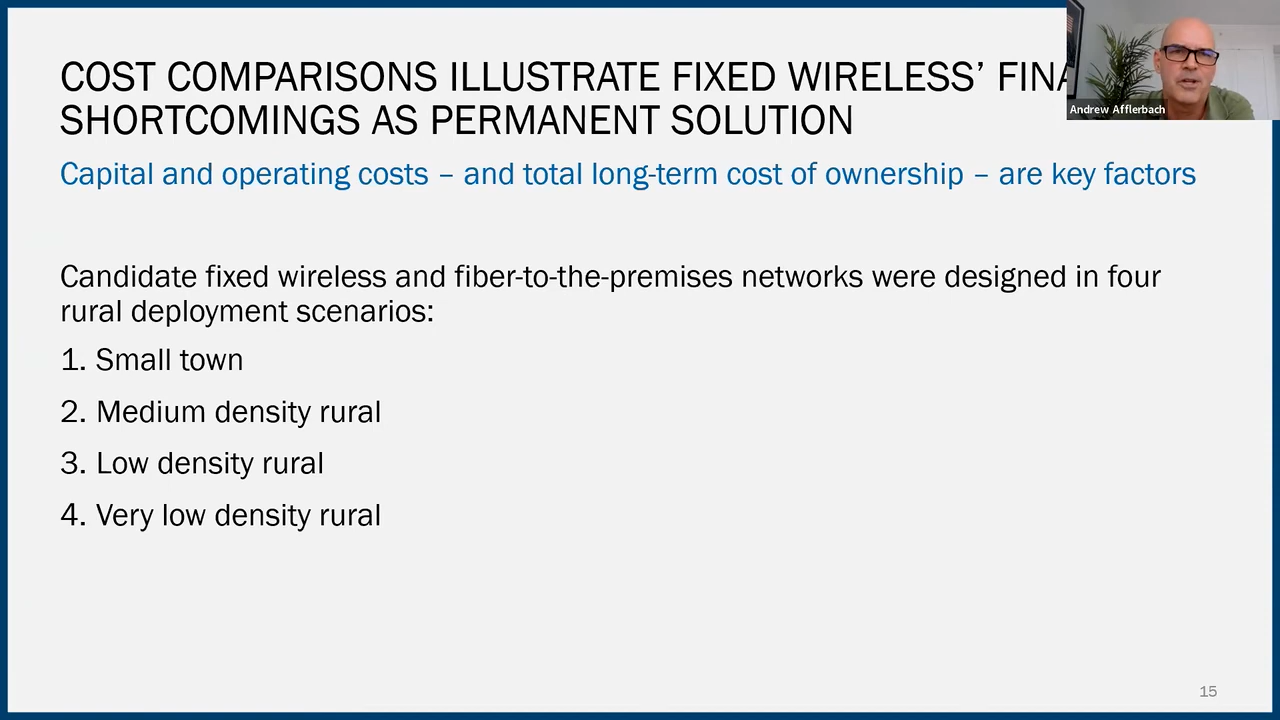 COST COMPARISONS ILLUSTRATE FIXED WIRELESS’
SHORTCOMINGS AS PERMANENT SOLUTION
Andrew Afflerbach
Capital and operating costs – and total long-term cost of ownership – are key factors
Candidate fixed wireless and fiber-to-the-premises networks were designed in four
rural deployment scenarios:
1. Small town
2. Medium density rural
3. Low density rural
4. Very low density rural
15